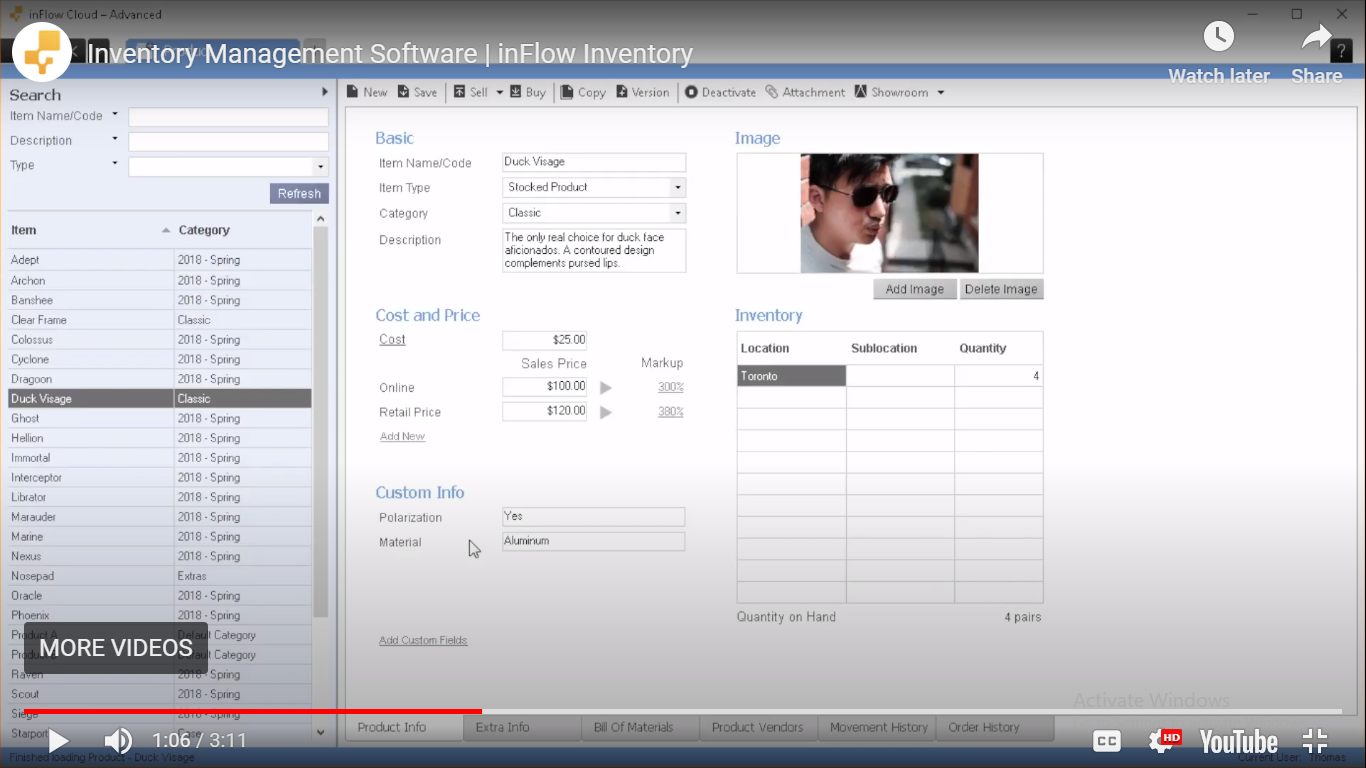 inFlow Cloud – Advanced
Inventory Management Software | inFlow Inventory
Watch later
Share
?
Search
Item Name/Code
Description
Type
Refresh
Item Category
Adept 2018 - Spring
Archon 2018 - Spring
Banshee 2018 - Spring
Clear Frame Classic
Colossus 2018 - Spring
Cyclone 2018 - Spring
Dragoon 2018 - Spring
Duck Visage Classic
Ghost 2018 - Spring
Hellion 2018 - Spring
Immortal 2018 - Spring
Interceptor 2018 - Spring
Librator 2018 - Spring
Marauder 2018 - Spring
Marine 2018 - Spring
Nexus 2018 - Spring
Nosepad Extras
Oracle 2018 - Spring
Phoenix 2018 - Spring
Product A Default Category
Default Category
Raven 2018 - Spring
Scout 2018 - Spring
Siege 2018 - Spring
Starport Case
MORE VIDEOS
New Save Sell Buy Copy Version Deactivate Attachment Showroom
Basic
Item Name/Code Duck Visage
Item Type Stocked Product
Category Classic
Description The only real choice for duck face
aficionados. A contoured design
complements pursed lips.
Image
Add Image Delete Image
Cost and Price
Cost $25.00
Sales Price Markup
Online $100.00 300%
Retail Price $120.00 380%
Add New
Inventory
Location Sublocation Quantity
Toronto 4
Quantity on Hand 4 pairs
Custom Info
Polarization Yes
Material Aluminum
Add Custom Fields
Activate Windows
Product Info Extra Info Bill Of Materials Product Vendors Movement History Order History
1:06 / 3:11
CC
HD
YouTube
Finished loading Product - Duck Visage
Current User: Thomas